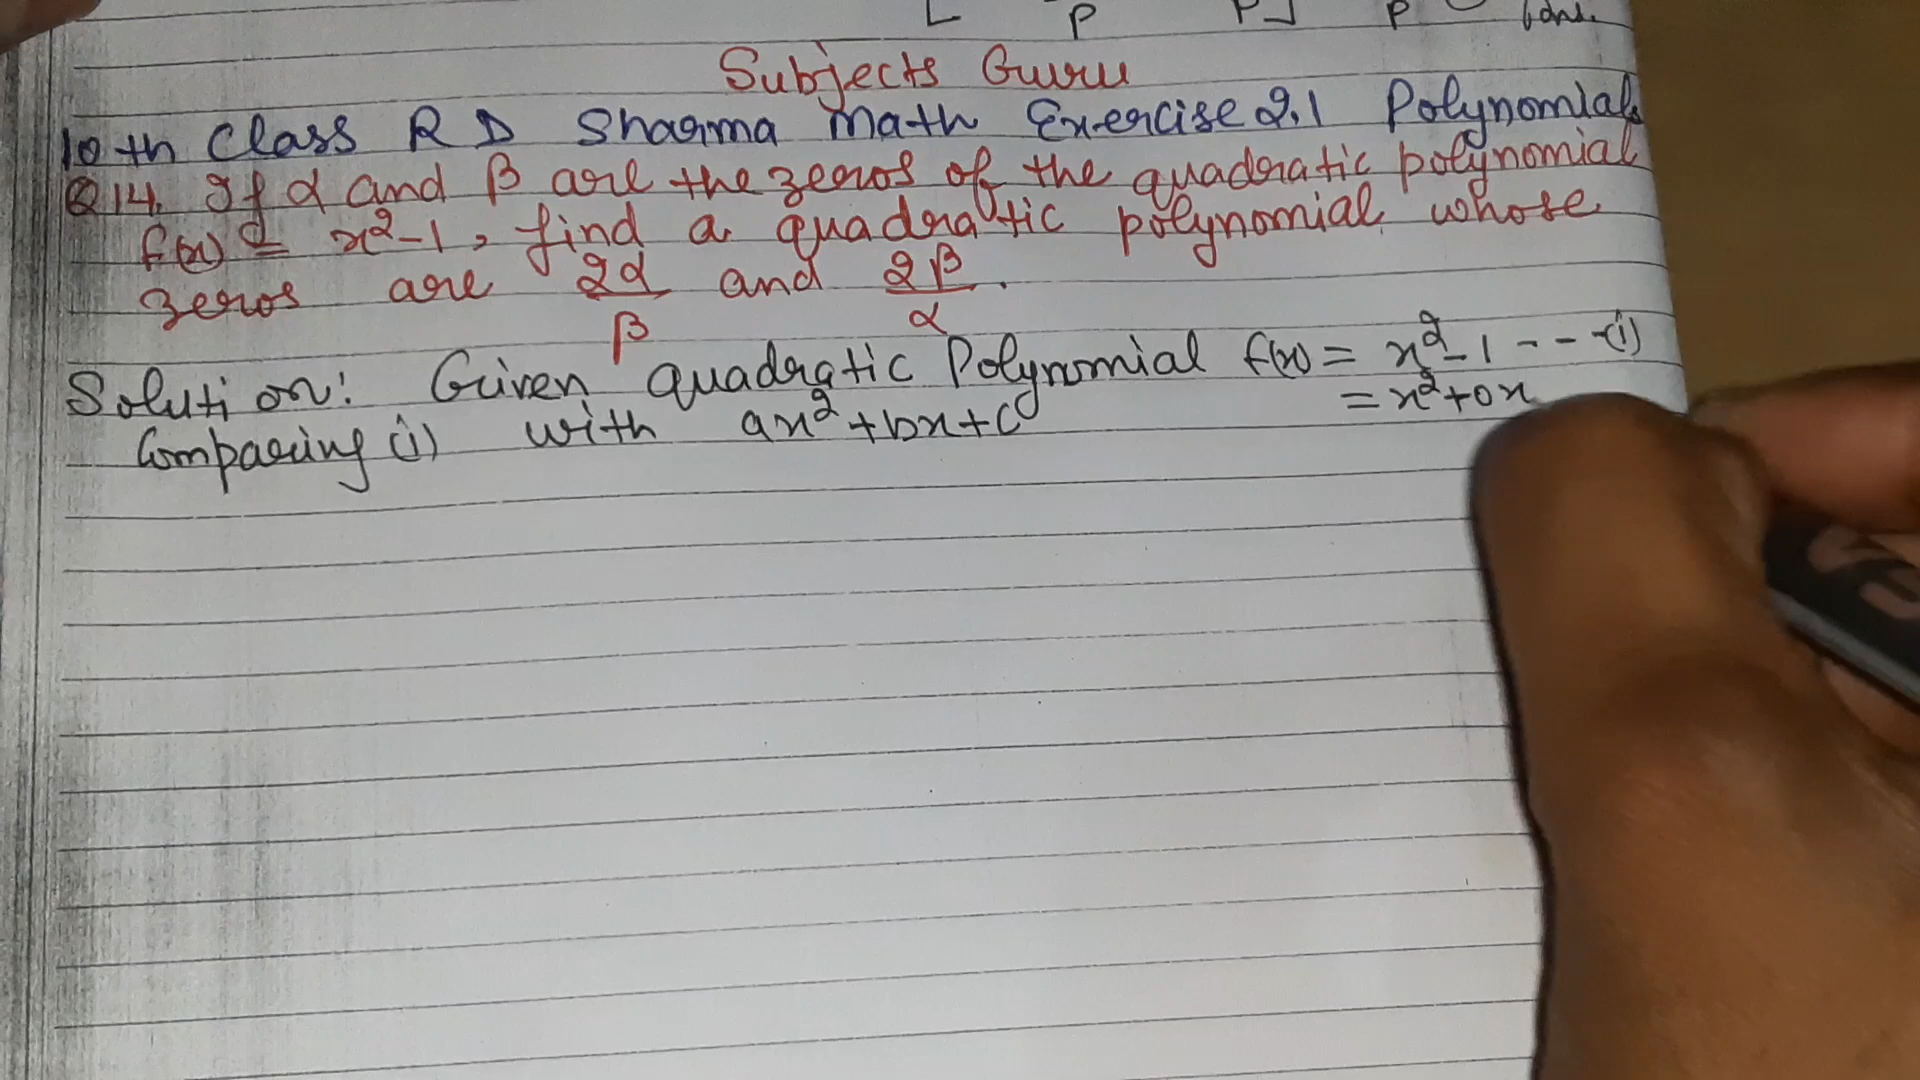 [ P P ] P
Subjects Guru
10th Class R D Sharma Math Exercise 2.1 Polynomials
Q14. If α and β are the zeros of the quadratic polynomial
f(x) = x²-1, find a quadratic polynomial whose
zeros are 2α/β and 2β/α.
Solution: Given quadratic Polynomial f(x) = x²-1 ---(i)
= x²+0x
Comparing (i) with ax²+bx+c